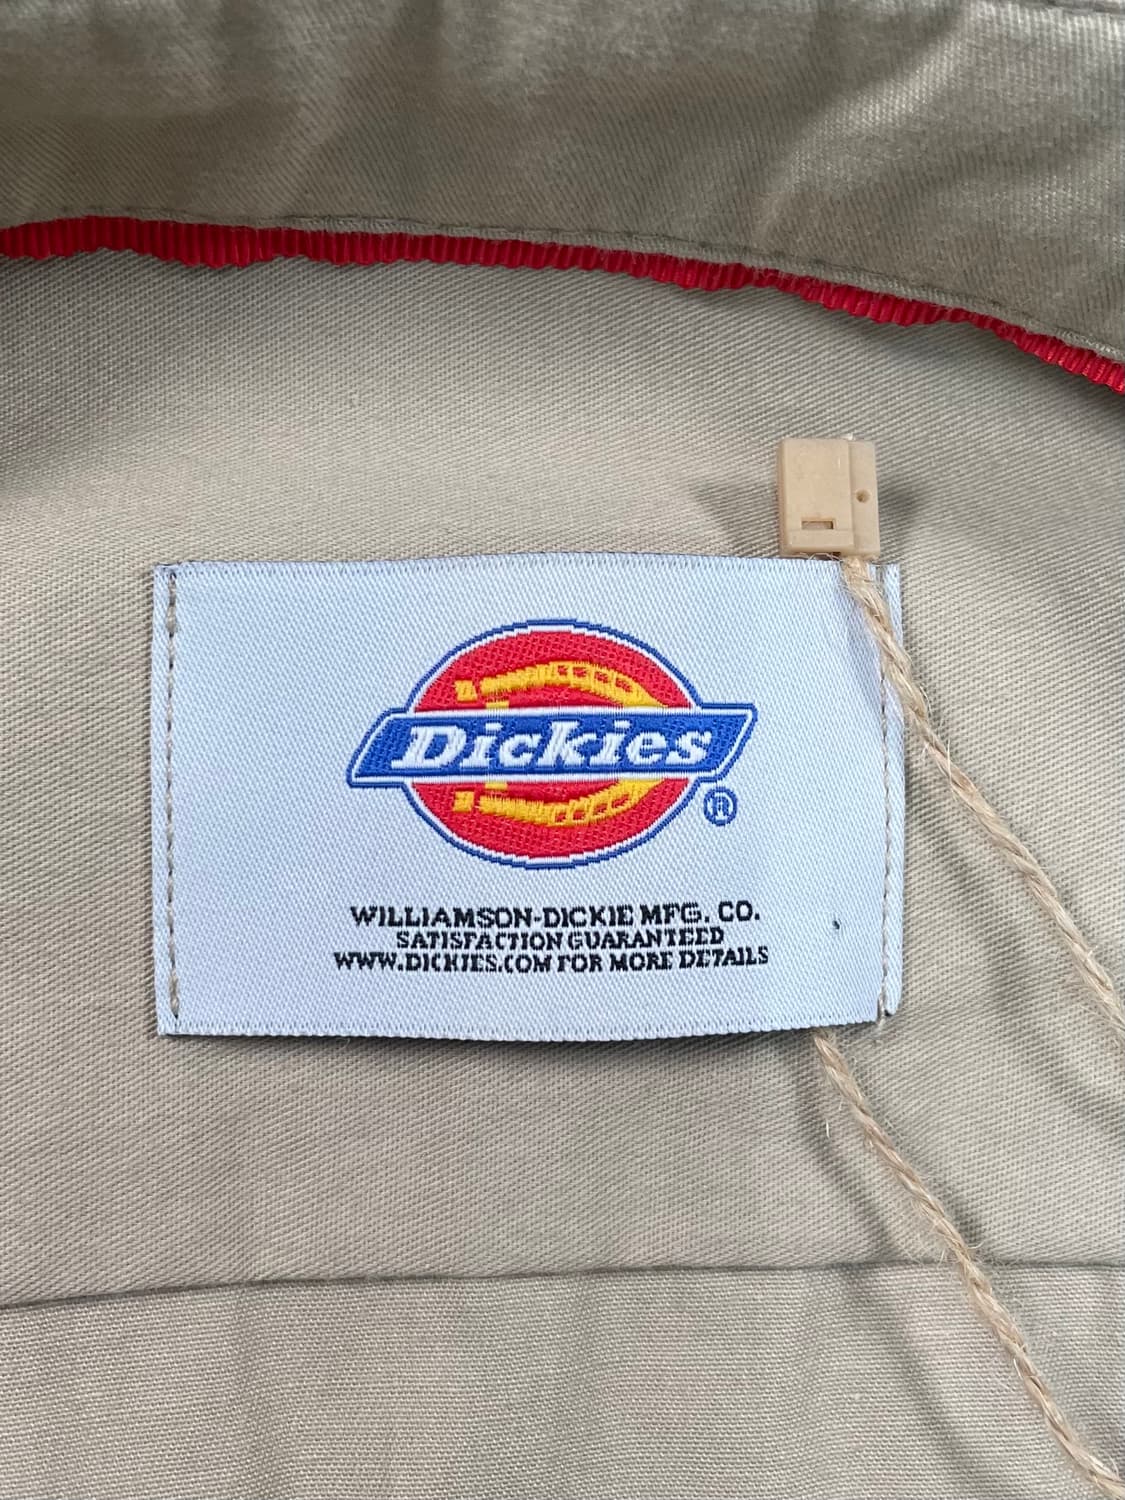 Dickies
®
WILLIAMSON-DICKIE MFG. CO.
SATISFACTION GUARANTEED
WWW.DICKIES.COM FOR MORE DETAILS